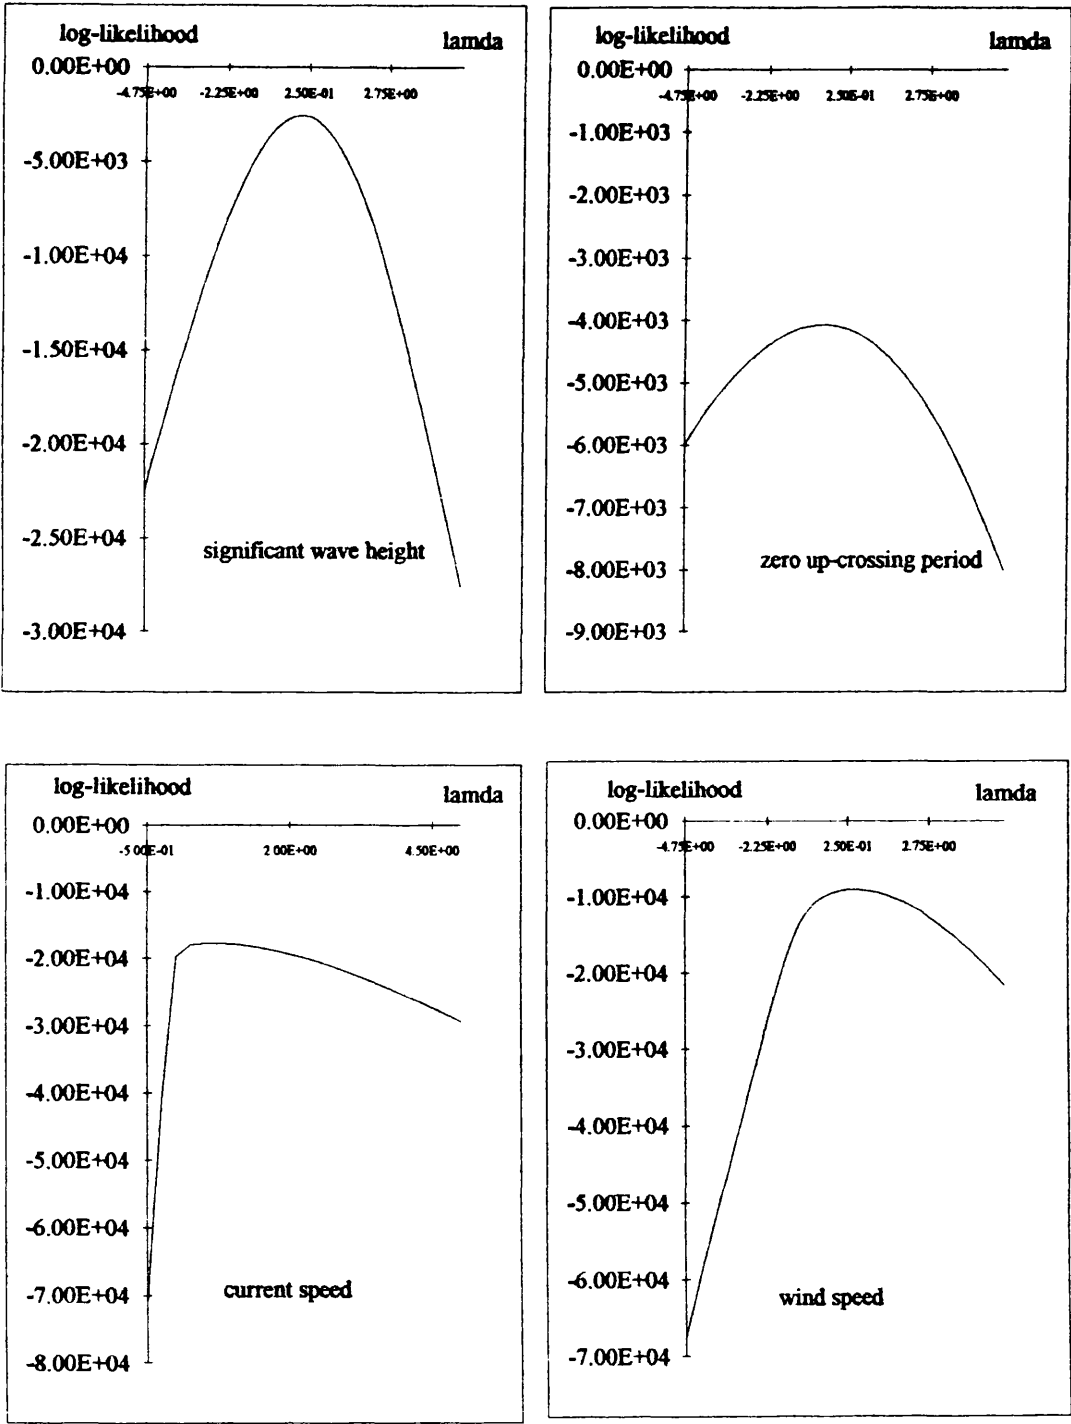 log-likelihood lamda
0.00E+00
-4.75E+00 -2.25E+00 2.50E-01 2.75E+00
-5.00E+03
-1.00E+04
-1.50E+04
-2.00E+04
-2.50E+04
significant wave height
-3.00E+04
log-likelihood lamda
0.00E+00
-4.75E+00 -2.25E+00 2.50E-01 2.75E+00
-1.00E+03
-2.00E+03
-3.00E+03
-4.00E+03
-5.00E+03
-6.00E+03
-7.00E+03
zero up-crossing period
-8.00E+03
-9.00E+03
log-likelihood lamda
0.00E+00
-5.00E-01 2.00E+00 4.50E+00
-1.00E+04
-2.00E+04
-3.00E+04
-4.00E+04
-5.00E+04
-6.00E+04
current speed
-7.00E+04
-8.00E+04
log-likelihood lamda
0.00E+00
-4.75E+00 -2.25E+00 2.50E-01 2.75E+00
-1.00E+04
-2.00E+04
-3.00E+04
-4.00E+04
-5.00E+04
-6.00E+04
wind speed
-7.00E+04